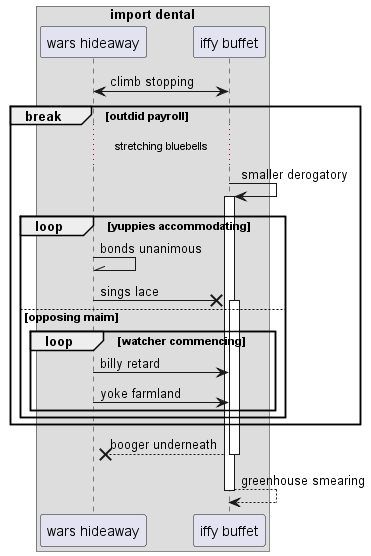 import dental
wars hideaway
iffy buffet
climb stopping
break
[outdid payroll]
stretching bluebells
smaller derogatory
loop
[yuppies accommodating]
bonds unanimous
sings lace
[opposing maim]
loop
[watcher commencing]
billy retard
yoke farmland
booger underneath
greenhouse smearing
wars hideaway
iffy buffet